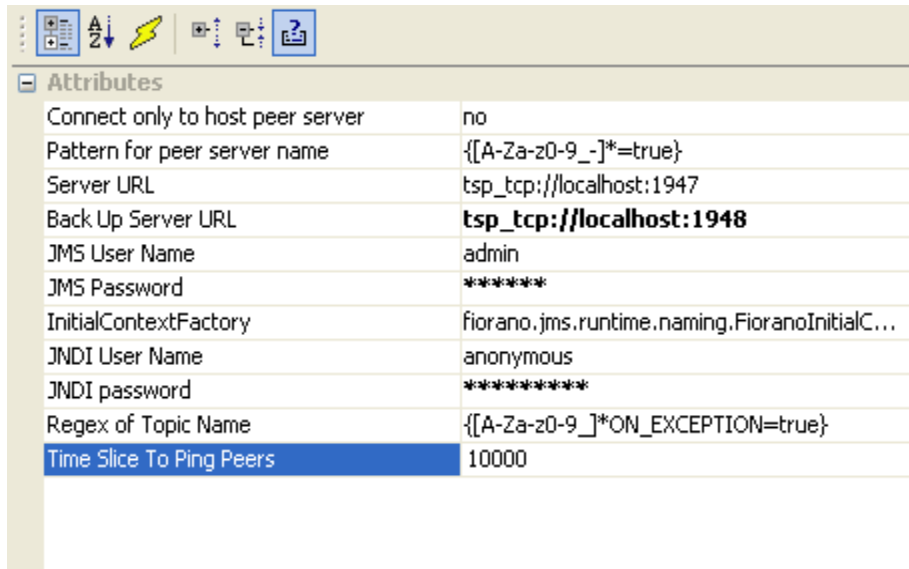 Attributes
Connect only to host peer server no
Pattern for peer server name {[A-Za-z0-9_-]*=true}
Server URL tsp_tcp://localhost:1947
Back Up Server URL tsp_tcp://localhost:1948
JMS User Name admin
JMS Password ******
InitialContextFactory fiorano.jms.runtime.naming.FioranoInitialC...
JNDI User Name anonymous
JNDI password *********
Regex of Topic Name {[A-Za-z0-9_]*ON_EXCEPTION=true}
Time Slice To Ping Peers 10000